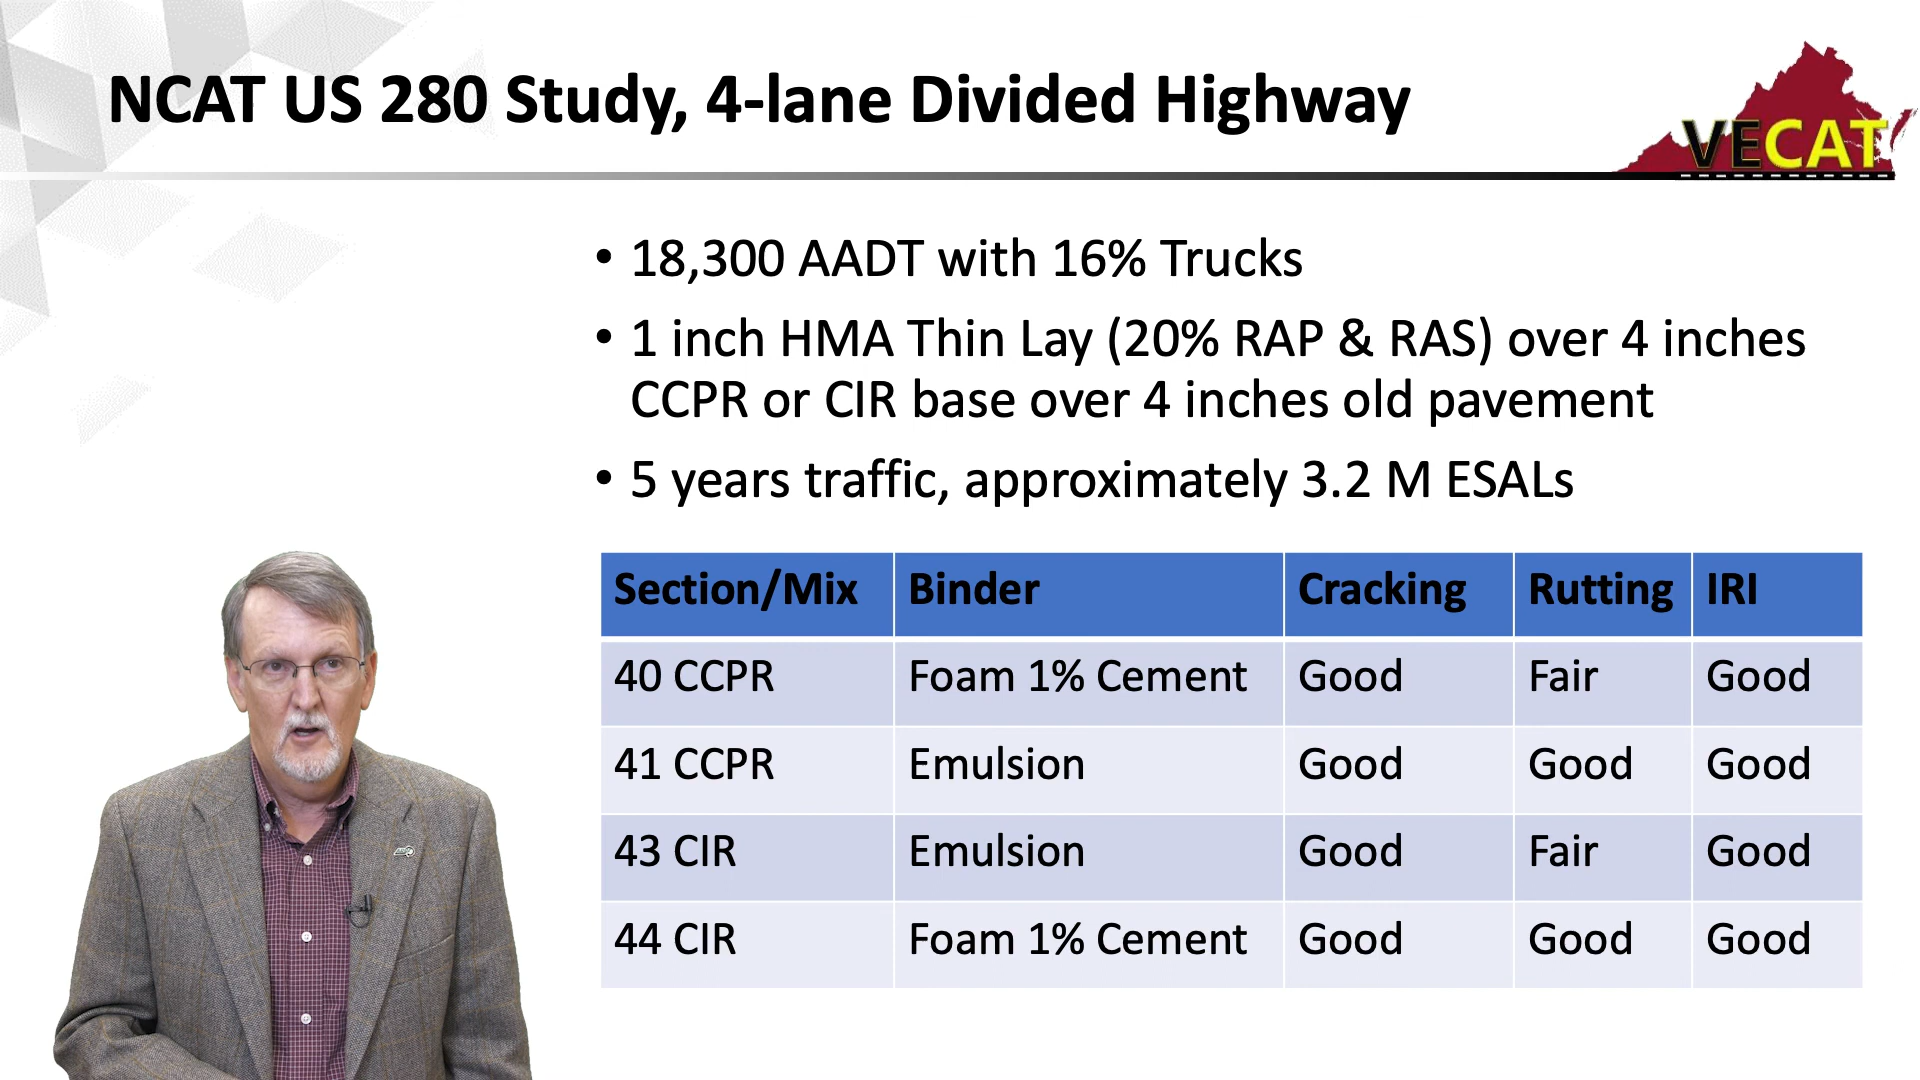 NCAT US 280 Study, 4-lane Divided Highway
VECAT
• 18,300 AADT with 16% Trucks
• 1 inch HMA Thin Lay (20% RAP & RAS) over 4 inches
CCPR or CIR base over 4 inches old pavement
• 5 years traffic, approximately 3.2 M ESALs
Section/Mix Binder Cracking Rutting IRI
40 CCPR Foam 1% Cement Good Fair Good
41 CCPR Emulsion Good Good Good
43 CIR Emulsion Good Fair Good
44 CIR Foam 1% Cement Good Good Good